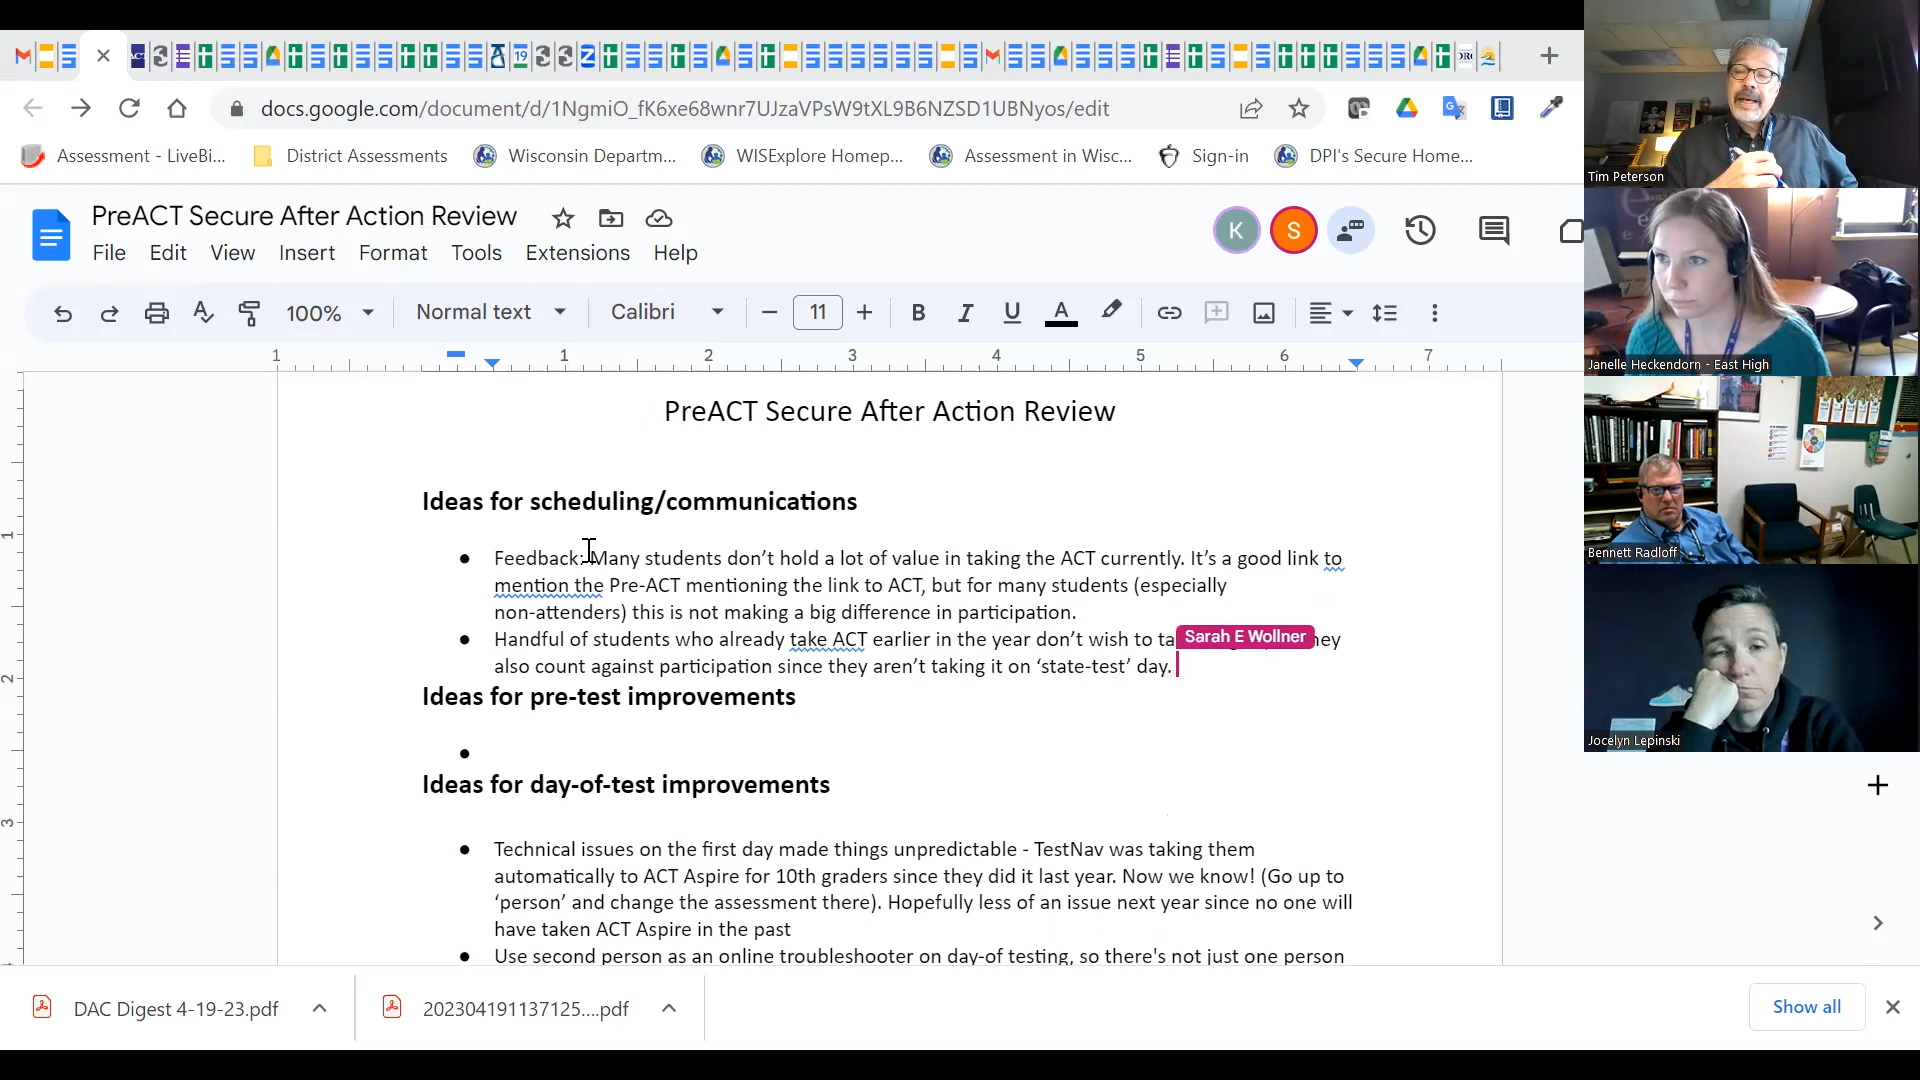 docs.google.com/document/d/1NgmiO_fK6xe68wnr7UJzaVPsW9tXL9B6NZSD1UBNyos/edit
Assessment - LiveBi...
District Assessments
Wisconsin Departm...
WISExplore Homep...
Assessment in Wisc...
Sign-in
DPI's Secure Home...
PreACT Secure After Action Review
K
S
File Edit View Insert Format Tools Extensions Help
100% Normal text Calibri 11 B I U A
1 1 2 3 4 5 6 7
PreACT Secure After Action Review
Ideas for scheduling/communications
● Feedback: Many students don’t hold a lot of value in taking the ACT currently. It’s a good link to
mention the Pre-ACT mentioning the link to ACT, but for many students (especially
non-attenders) this is not making a big difference in participation.
Sarah E Wollner
● Handful of students who already take ACT earlier in the year don’t wish to
also count against participation since they aren’t taking it on ‘state-test’ day.
Ideas for pre-test improvements
●
Ideas for day-of-test improvements
● Technical issues on the first day made things unpredictable - TestNav was taking them
automatically to ACT Aspire for 10th graders since they did it last year. Now we know! (Go up to
‘person’ and change the assessment there). Hopefully less of an issue next year since no one will
have taken ACT Aspire in the past
● Use second person as an online troubleshooter on day-of testing, so there's not just one person
1
2
3
DAC Digest 4-19-23.pdf
202304191137125....pdf
Show all
Tim Peterson
Janelle Heckendorn - East High
Bennett Radloff
Jocelyn Lepinski